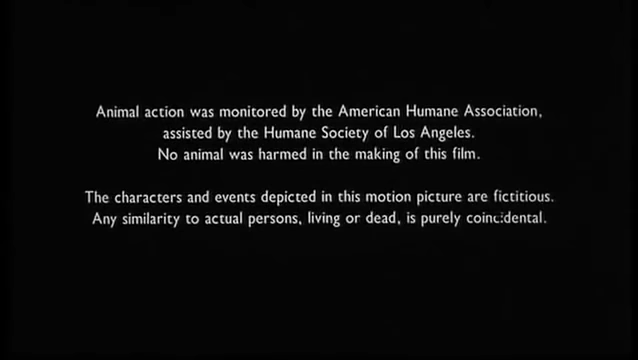 Animal action was monitored by the American Humane Association,
assisted by the Humane Society of Los Angeles.
No animal was harmed in the making of this film.
The characters and events depicted in this motion picture are fictitious.
Any similarity to actual persons, living or dead, is purely coincidental.